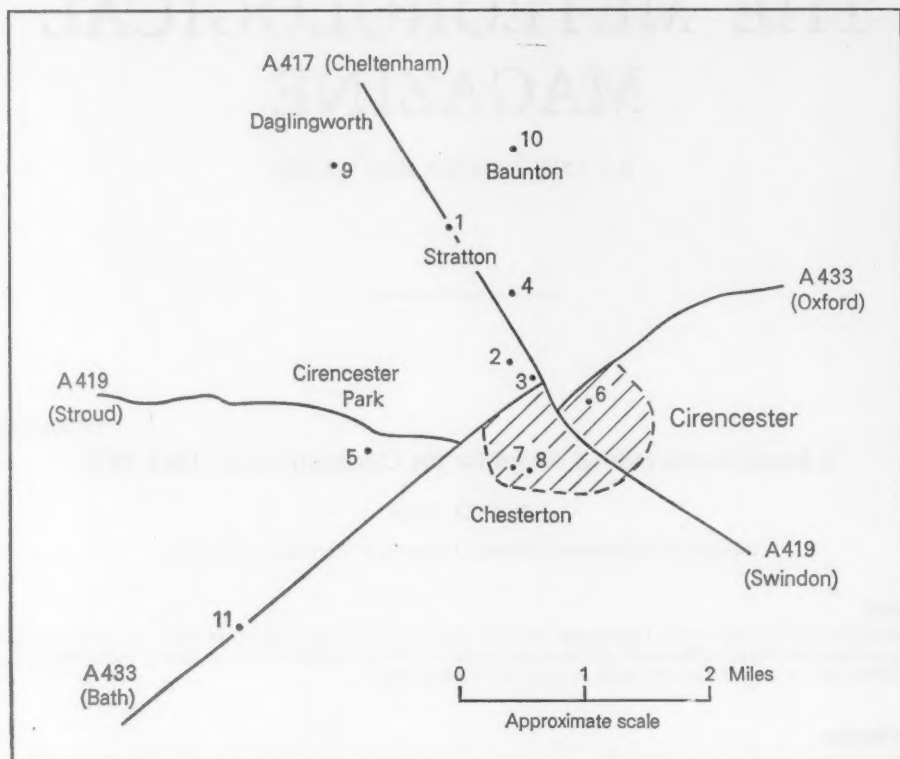 A417 (Cheltenham)
Daglingworth
10
9
Baunton
1
Stratton
4
A433
(Oxford)
2
3
Cirencester
Park
A419
(Stroud)
6
Cirencester
5
7
8
Chesterton
A419
(Swindon)
11
A433
(Bath)
0 1 2 Miles
Approximate scale